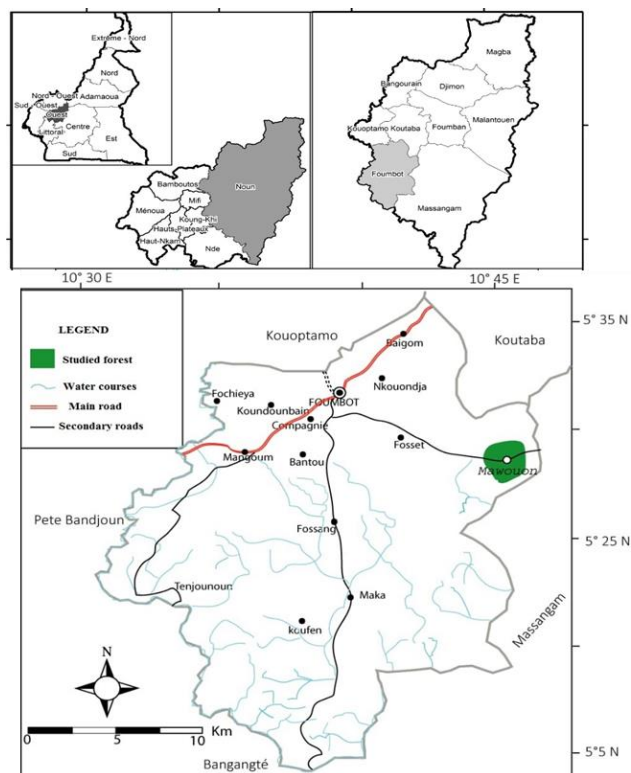 Extrême - Nord
Nord
Nord - Ouest
Adamaoua
Sud - Ouest
Ouest
Littoral
Centre
Est
Sud
Bamboutos
Noun
Mifi
Ménoua
Koung-Khi
Hauts-Plateaux
Haut-Nkam
Nde
Magba
Bangourain
Djimon
Malantouen
Kouoptamo
Koutaba
Foumban
Foumbot
Massangam
10° 30 E
10° 45 E
5° 35 N
LEGEND
Studied forest
Water courses
Main road
Secondary roads
Kouoptamo
Baigom
Koutaba
Nkouondja
Fochieya
FOUMBOT
Koundounbain
Compagnie
Fosset
Mangoum
Bantou
Mawouon
Pete Bandjoun
Fossang
5° 25 N
Tenjounoun
Maka
Massangam
koufen
N
0
5
10
Km
Bangangté
5°5 N